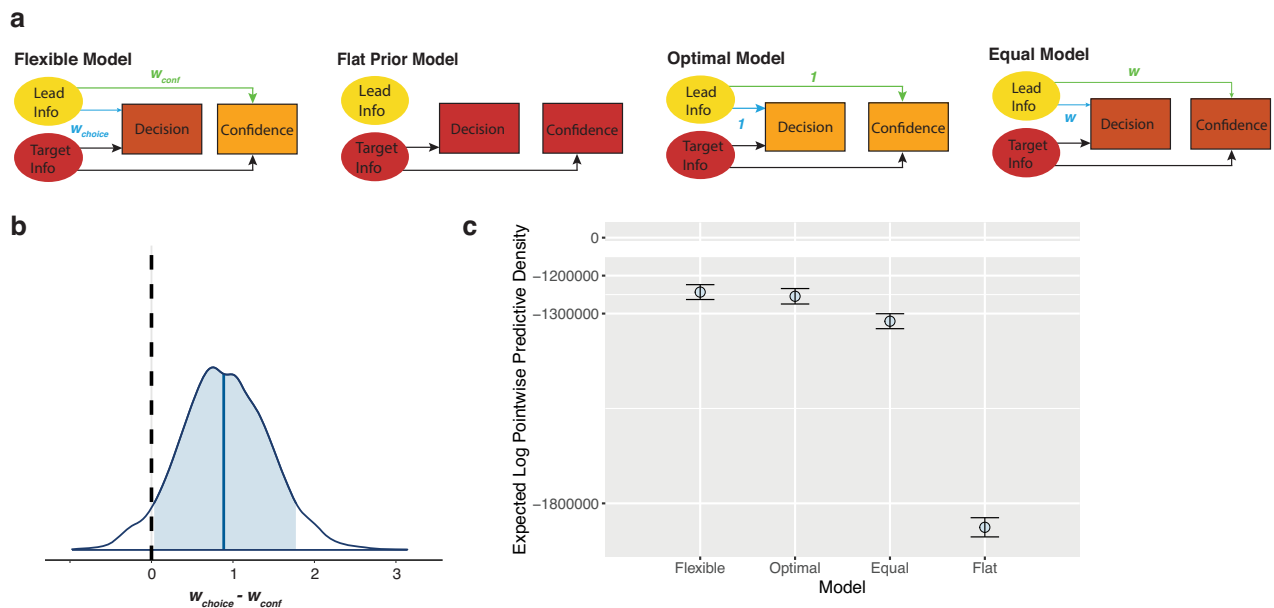 a
Flexible Model
Lead
Info
Target
Info
w_conf
w_choice
Decision
Confidence
Flat Prior Model
Lead
Info
Target
Info
Decision
Confidence
Optimal Model
Lead
Info
Target
Info
1
1
Decision
Confidence
Equal Model
Lead
Info
Target
Info
w
w
Decision
Confidence
b
0
1
2
3
w_choice - w_conf
c
Expected Log Pointwise Predictive Density
0
−1200000
−1300000
−1800000
Flexible
Optimal
Equal
Flat
Model